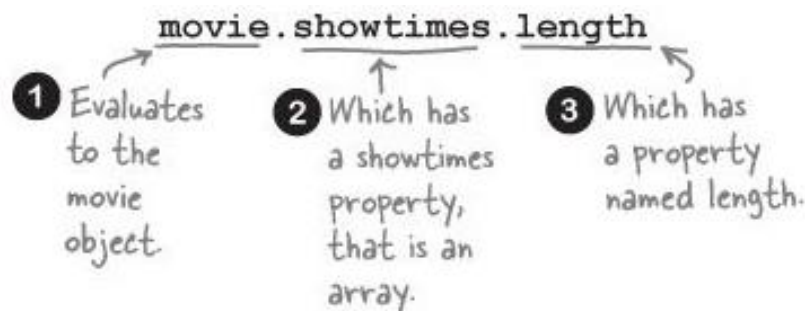 movie.showtimes.length
1 Evaluates
to the
movie
object.
2 Which has
a showtimes
property,
that is an
array.
3 Which has
a property
named length.